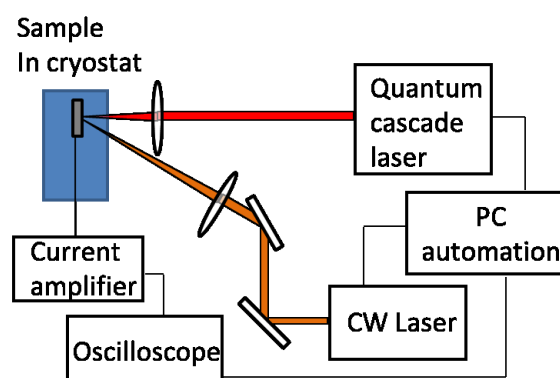 Sample
In cryostat
Quantum
cascade
laser
PC
automation
Current
amplifier
CW Laser
Oscilloscope